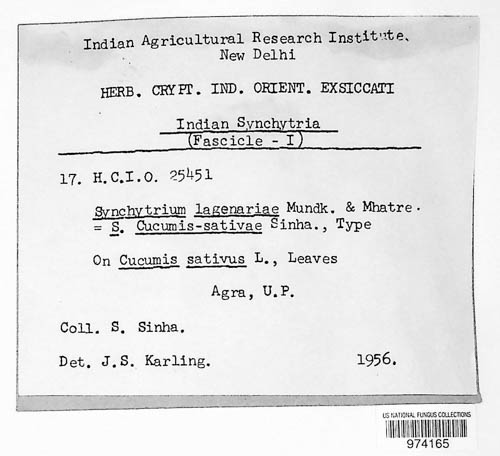 Indian Agricultural Research Institute.
New Delhi
HERB. CRYPT. IND. ORIENT. EXSICCATI
Indian Synchytria
(Fascicle - I)
17. H.C.I.O. 25451
Synchytrium lagenariae Mundk. & Mhatre.
= S. Cucumis-sativae Sinha., Type
On Cucumis sativus L., Leaves
Agra, U.P.
Coll. S. Sinha.
Det. J.S. Karling. 1956.
US NATIONAL FUNGUS COLLECTIONS
974165